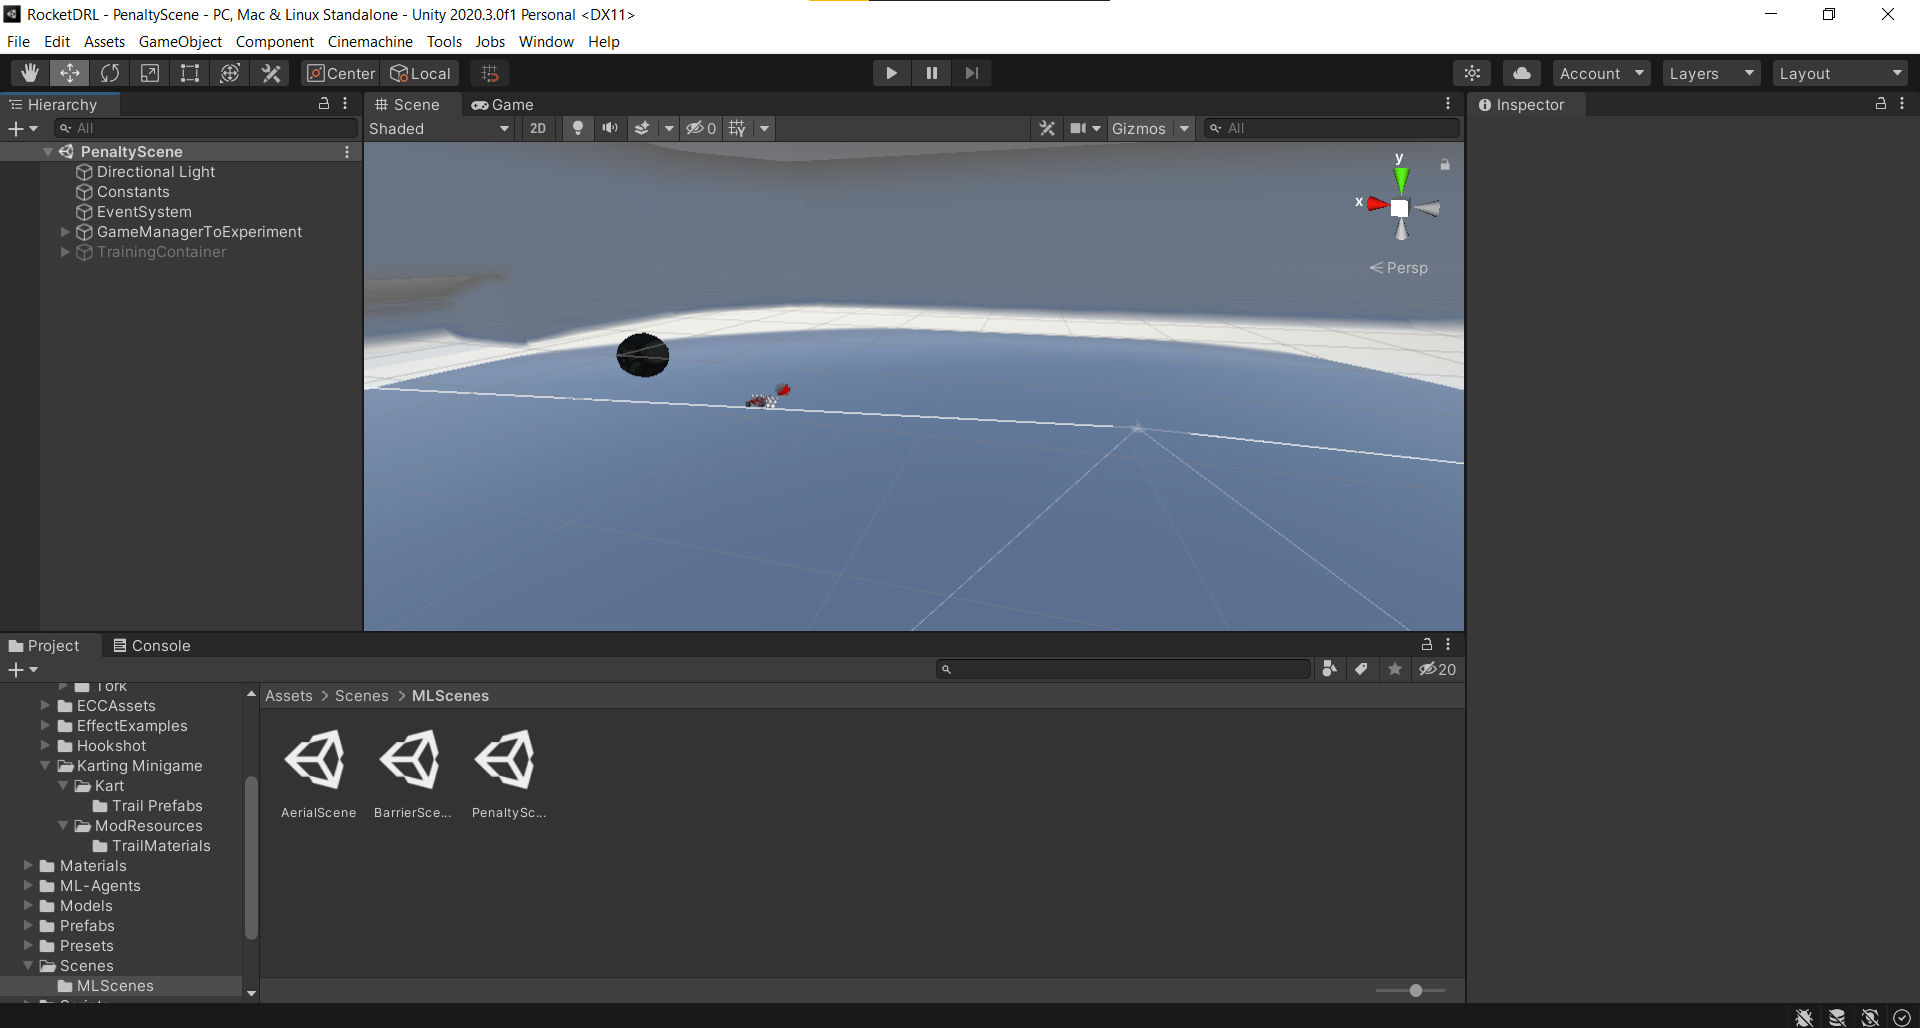 RocketDRL - PenaltyScene - PC, Mac & Linux Standalone - Unity 2020.3.0f1 Personal <DX11>
File Edit Assets GameObject Component Cinemachine Tools Jobs Window Help
Center Local Account Layers Layout
Hierarchy
Scene Game
Inspector
All
Shaded 2D 0 Gizmos All
PenaltyScene
Directional Light
Constants
EventSystem
GameManagerToExperiment
TrainingContainer
y
x
Persp
Project Console
20
Tork
ECCAssets
EffectExamples
Hookshot
Karting Minigame
Kart
Trail Prefabs
ModResources
TrailMaterials
Materials
ML-Agents
Models
Prefabs
Presets
Scenes
MLScenes
Assets > Scenes > MLScenes
AerialScene BarrierSce... PenaltySc...